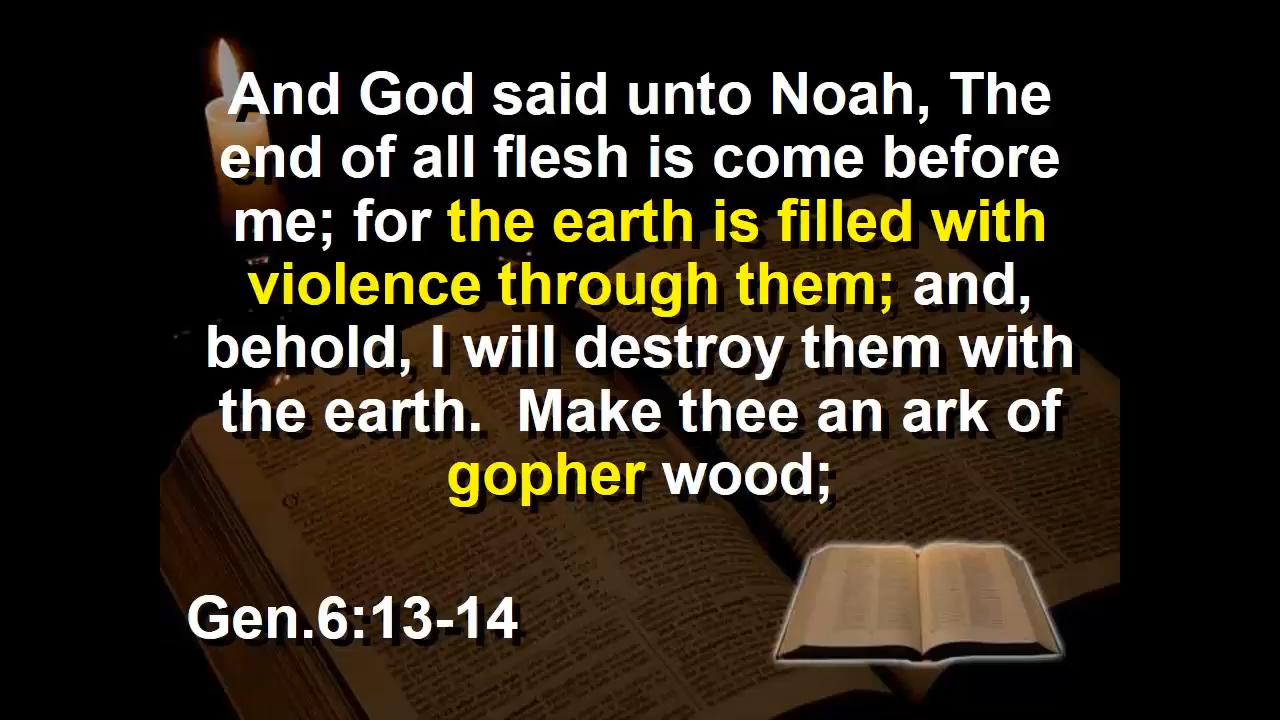 And God said unto Noah, The
end of all flesh is come before
me; for the earth is filled with
violence through them; and,
behold, I will destroy them with
the earth.  Make thee an ark of
gopher wood;
Gen.6:13-14